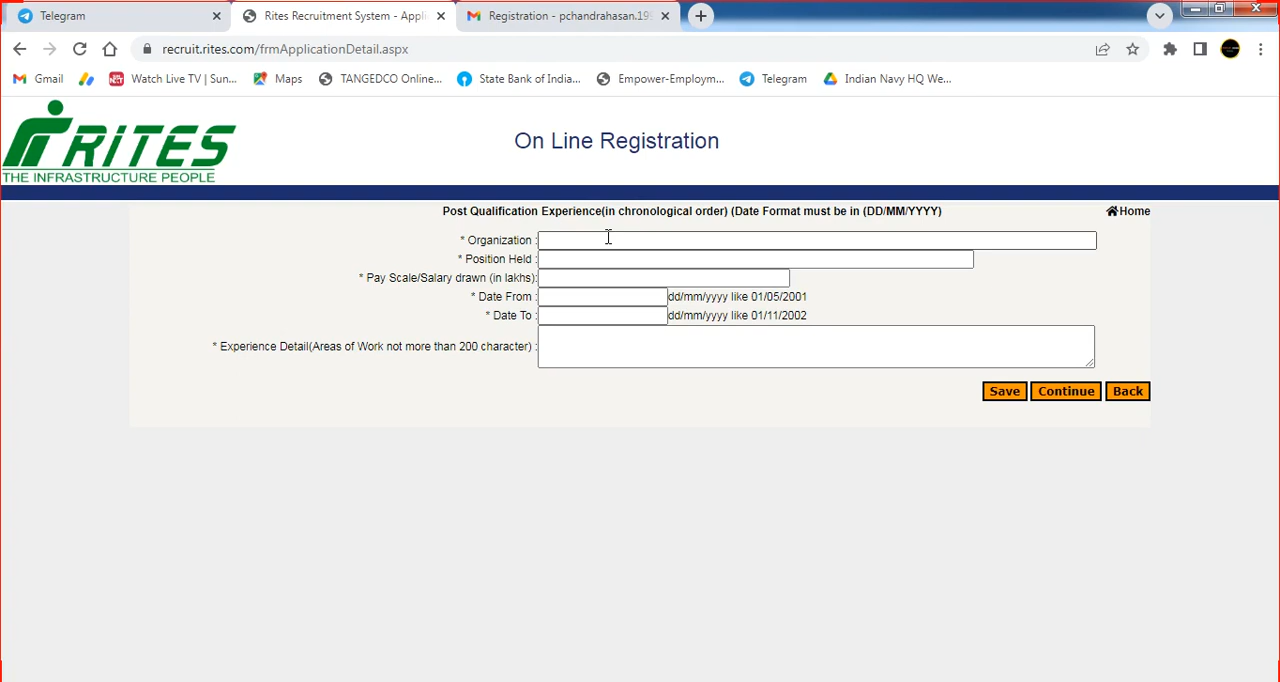 Telegram
Rites Recruitment System - Appli
Registration - pchandrahasan.199
recruit.rites.com/frmApplicationDetail.aspx
Gmail
Watch Live TV | Sun...
Maps
TANGEDCO Online...
State Bank of India...
Empower-Employm...
Telegram
Indian Navy HQ We...
RITES
THE INFRASTRUCTURE PEOPLE
On Line Registration
Post Qualification Experience(in chronological order) (Date Format must be in (DD/MM/YYYY)
Home
* Organization :
* Position Held :
* Pay Scale/Salary drawn (in lakhs):
* Date From : dd/mm/yyyy like 01/05/2001
* Date To : dd/mm/yyyy like 01/11/2002
* Experience Detail(Areas of Work not more than 200 character) :
Save Continue Back